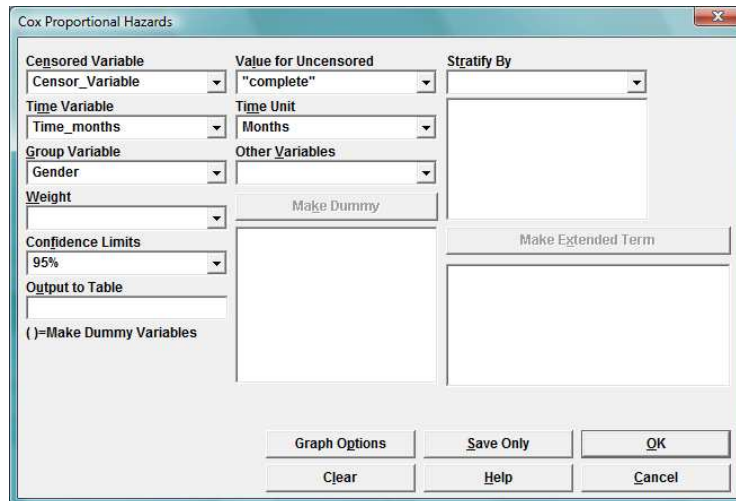 Cox Proportional Hazards
Censored Variable
Censor_Variable
Value for Uncensored
"complete"
Stratify By
Time Variable
Time_months
Time Unit
Months
Group Variable
Gender
Other Variables
Weight
Make Dummy
Confidence Limits
95%
Make Extended Term
Output to Table
( )=Make Dummy Variables
Graph Options
Save Only
OK
Clear
Help
Cancel